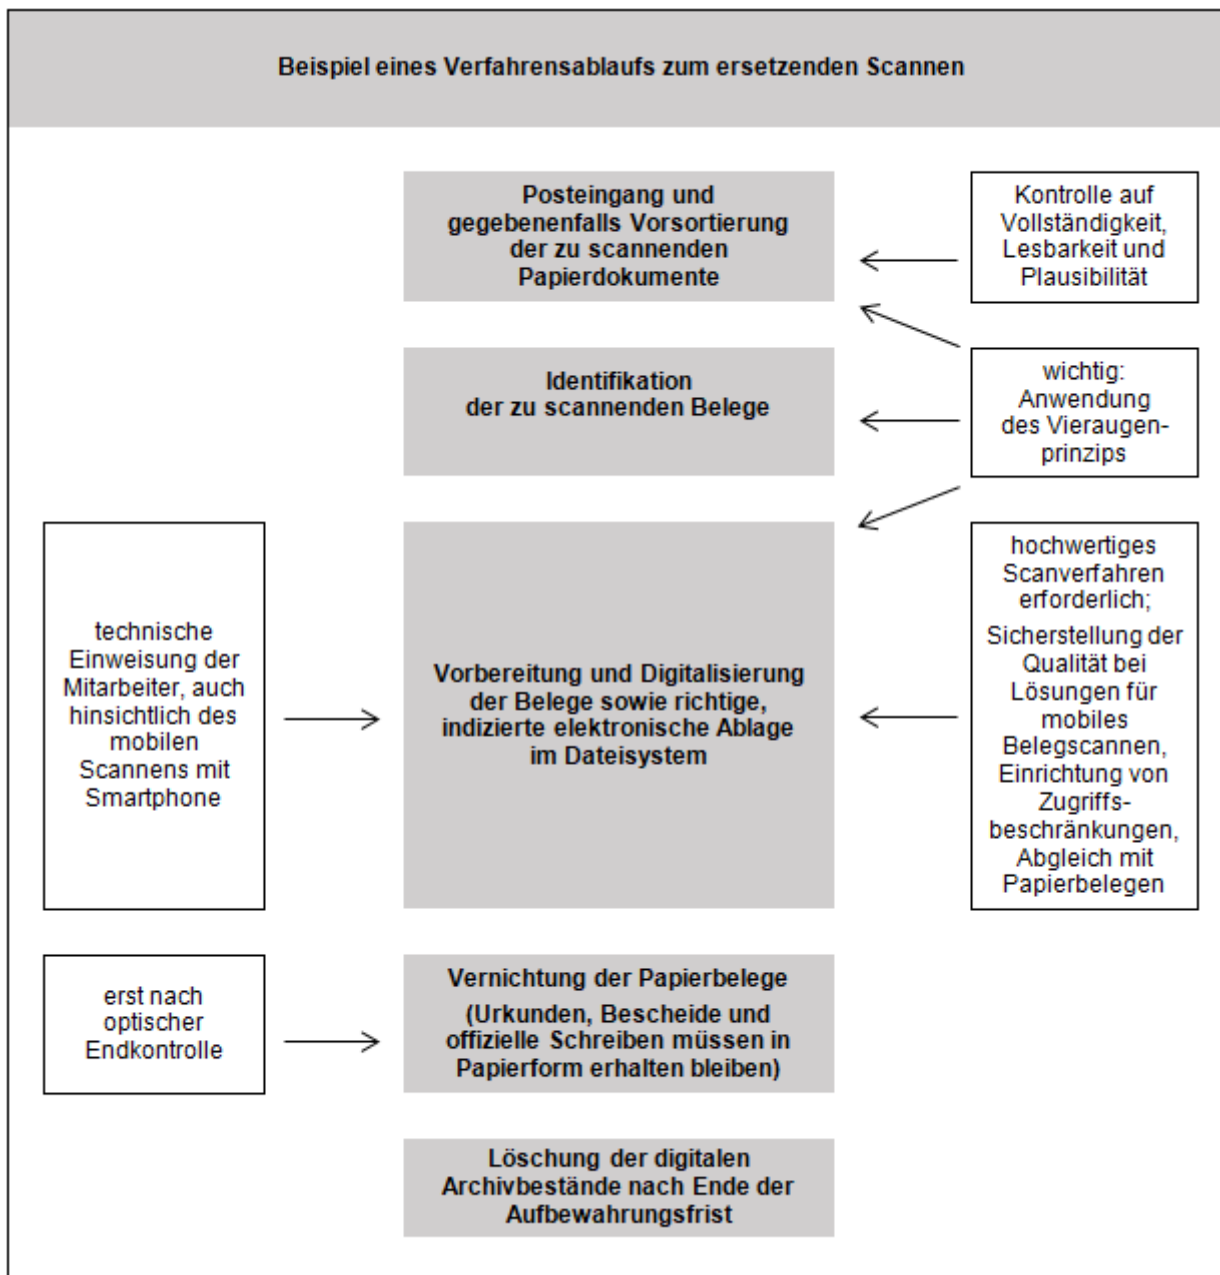 Beispiel eines Verfahrensablaufs zum ersetzenden Scannen
Posteingang und
gegebenenfalls Vorsortierung
der zu scannenden
Papierdokumente
Kontrolle auf
Vollständigkeit,
Lesbarkeit und
Plausibilität
Identifikation
der zu scannenden Belege
wichtig:
Anwendung
des Vieraugen-
prinzips
technische
Einweisung der
Mitarbeiter, auch
hinsichtlich des
mobilen
Scannens mit
Smartphone
Vorbereitung und Digitalisierung
der Belege sowie richtige,
indizierte elektronische Ablage
im Dateisystem
hochwertiges
Scanverfahren
erforderlich;
Sicherstellung der
Qualität bei
Lösungen für
mobiles
Belegscannen,
Einrichtung von
Zugriffs-
beschränkungen,
Abgleich mit
Papierbelegen
erst nach
optischer
Endkontrolle
Vernichtung der Papierbelege
(Urkunden, Bescheide und
offizielle Schreiben müssen in
Papierform erhalten bleiben)
Löschung der digitalen
Archivbestände nach Ende der
Aufbewahrungsfrist